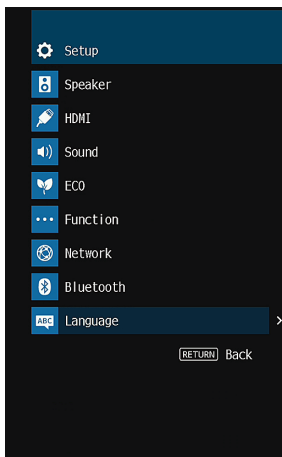 Setup
Speaker
HDMI
Sound
ECO
Function
Network
Bluetooth
ABC Language
RETURN Back